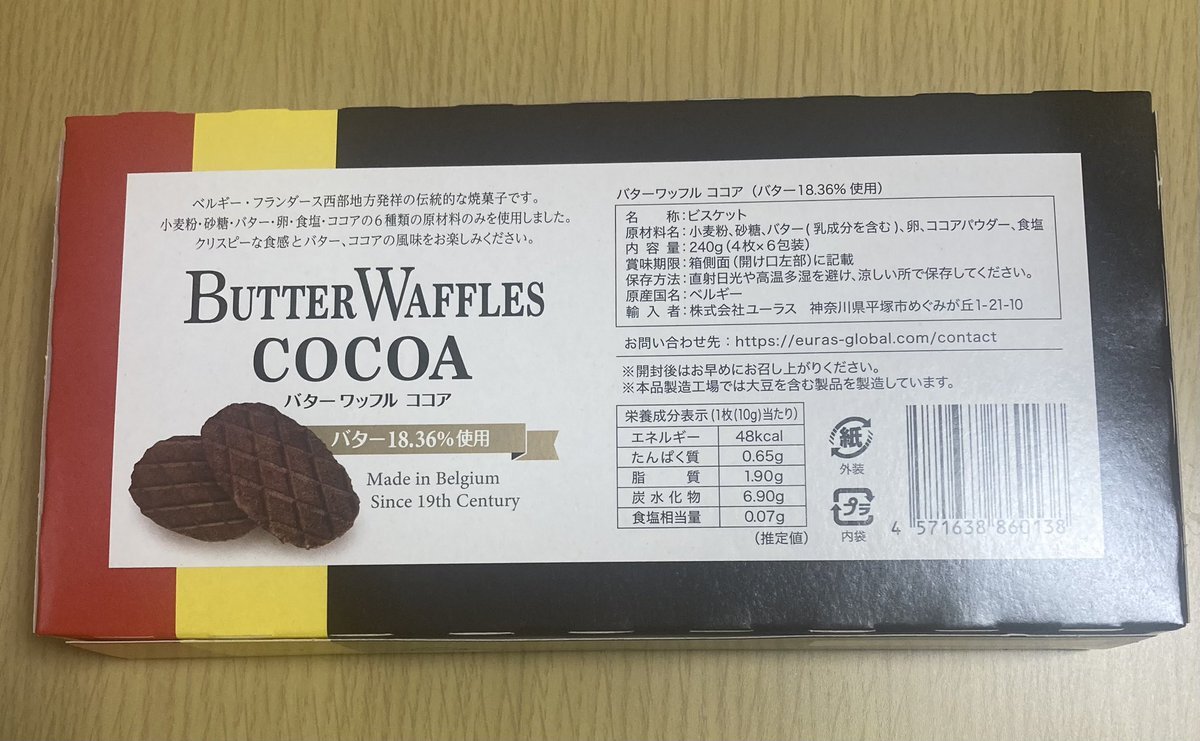 ベルギー・フランダース西部地方発祥の伝統的な焼菓子です。
小麦粉・砂糖・バター・卵・食塩・ココアの6種類の原材料のみを使用しました。
クリスピーな食感とバター、ココアの風味をお楽しみください。
BUTTER WAFFLES
COCOA
バターワッフル ココア
バター18.36%使用
Made in Belgium
Since 19th Century
バターワッフル ココア（バター18.36%使用）
名　　称：ビスケット
原材料名：小麦粉、砂糖、バター(乳成分を含む)、卵、ココアパウダー、食塩
内 容 量：240g(4枚×6包装)
賞味期限：箱側面(開け口左部)に記載
保存方法：直射日光や高温多湿を避け、涼しい所で保存してください。
原産国名：ベルギー
輸 入 者：株式会社ユーラス　神奈川県平塚市めぐみが丘1-21-10
お問い合わせ先：https://euras-global.com/contact
※開封後はお早めにお召し上がりください。
※本品製造工場では大豆を含む製品を製造しています。
栄養成分表示(1枚(10g)当たり)
エネルギー 48kcal
たんぱく質 0.65g
脂　　質 1.90g
炭水化物 6.90g
食塩相当量 0.07g
(推定値)
紙
外装
プラ
内袋
4 571638 860138